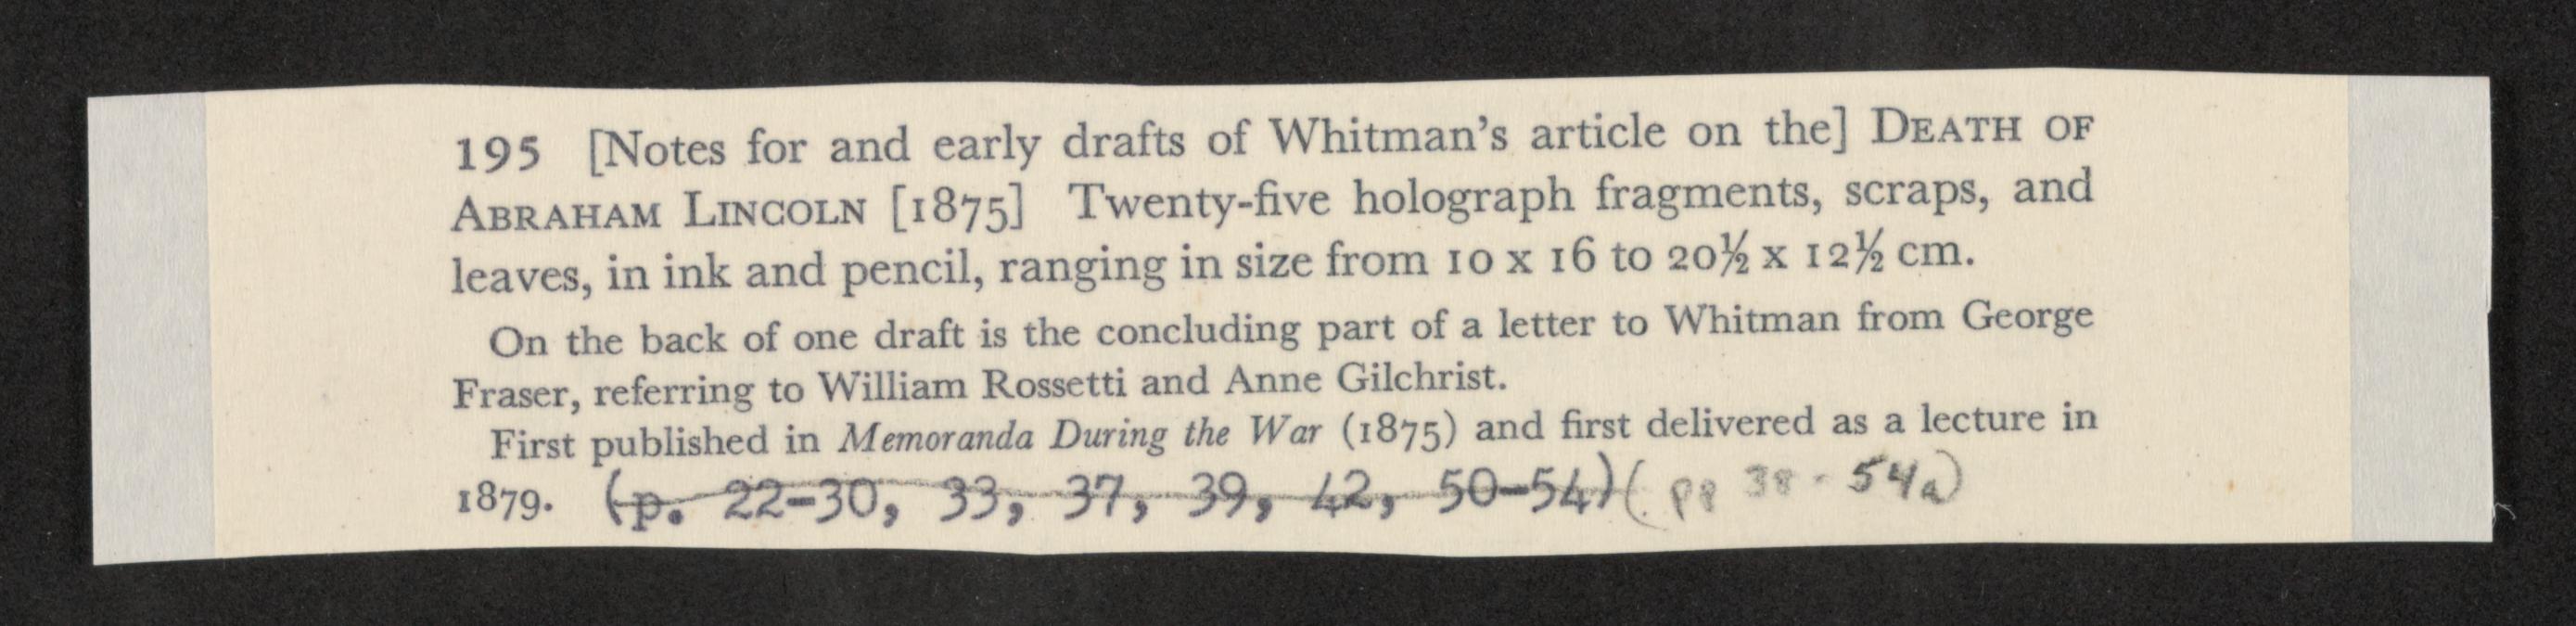 195 [Notes for and early drafts of Whitman's article on the] DEATH OF
ABRAHAM LINCOLN [1875] Twenty-five holograph fragments, scraps, and
leaves, in ink and pencil, ranging in size from 10 x 16 to 20½ x 12½ cm.
On the back of one draft is the concluding part of a letter to Whitman from George
Fraser, referring to William Rossetti and Anne Gilchrist.
First published in Memoranda During the War (1875) and first delivered as a lecture in
1879. (p. 22-30, 33, 37, 39, 42, 50-54) (pp 38 - 54a)